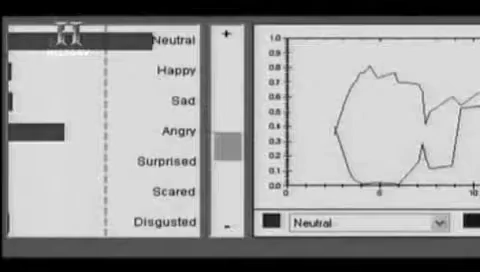 HISTORY
Neutral
Happy
Sad
Angry
Surprised
Scared
Disgusted
+
-
1.0
0.9
0.8
0.7
0.6
0.5
0.4
0.3
0.2
0.1
0.0
0
5
10
Neutral